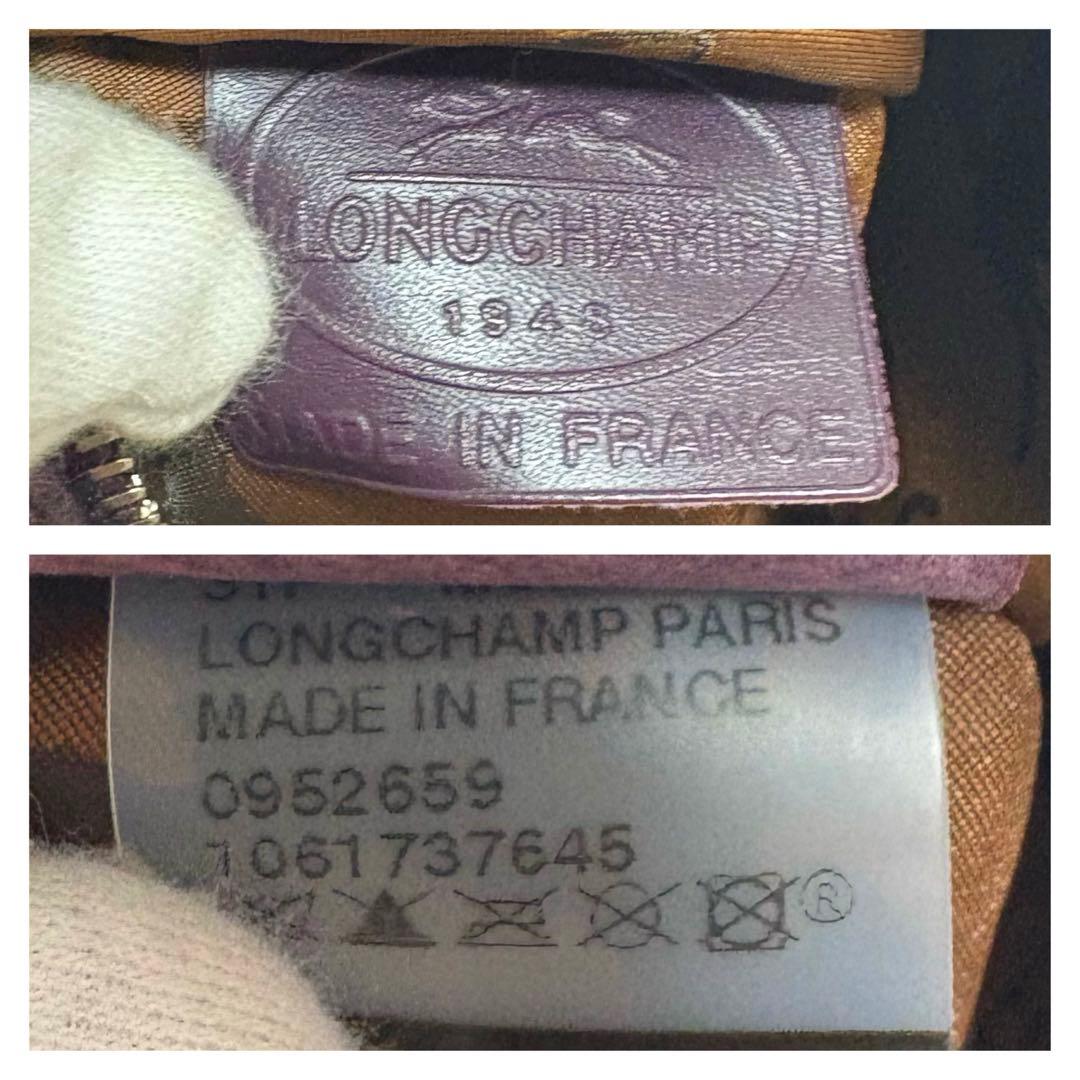 LONGCHAMP
1948
MADE IN FRANCE
LONGCHAMP PARIS
MADE IN FRANCE
0952659
1061737645
®